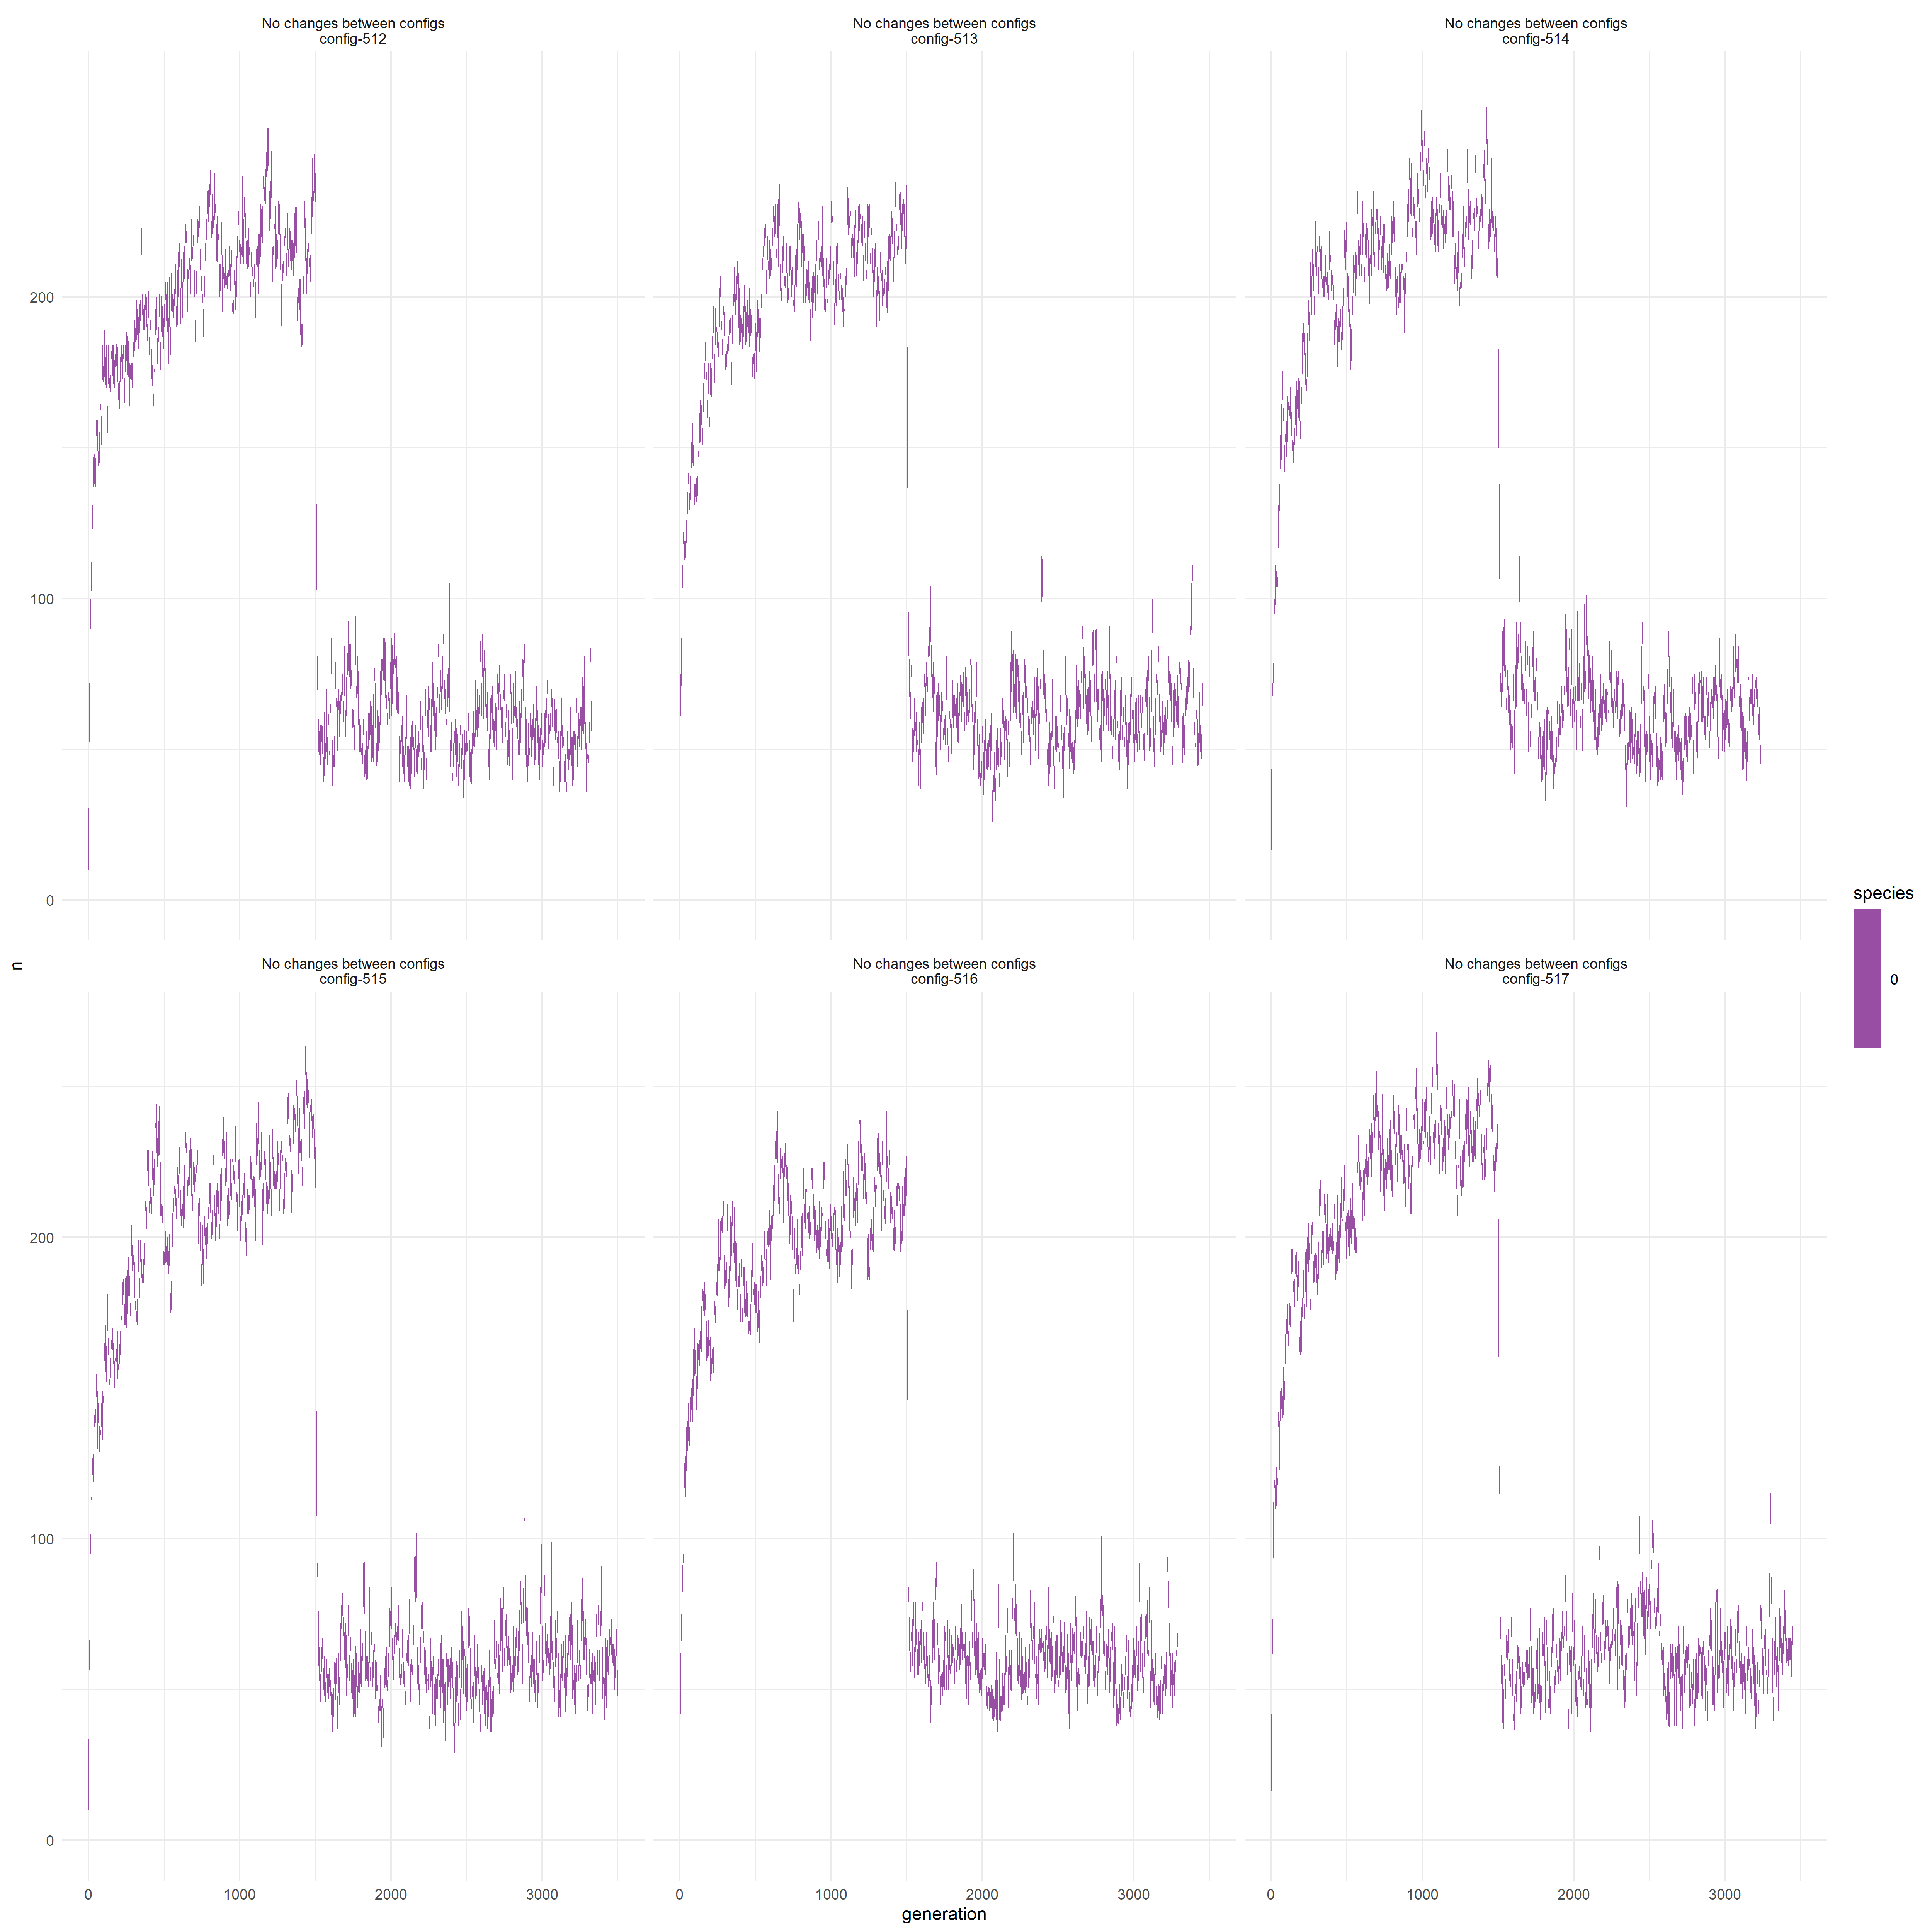 No changes between configs
config-512
No changes between configs
config-513
No changes between configs
config-514
200
100
0
n
No changes between configs
config-515
No changes between configs
config-516
No changes between configs
config-517
200
100
0
0
1000
2000
3000
0
1000
2000
3000
0
1000
2000
3000
generation
species
0